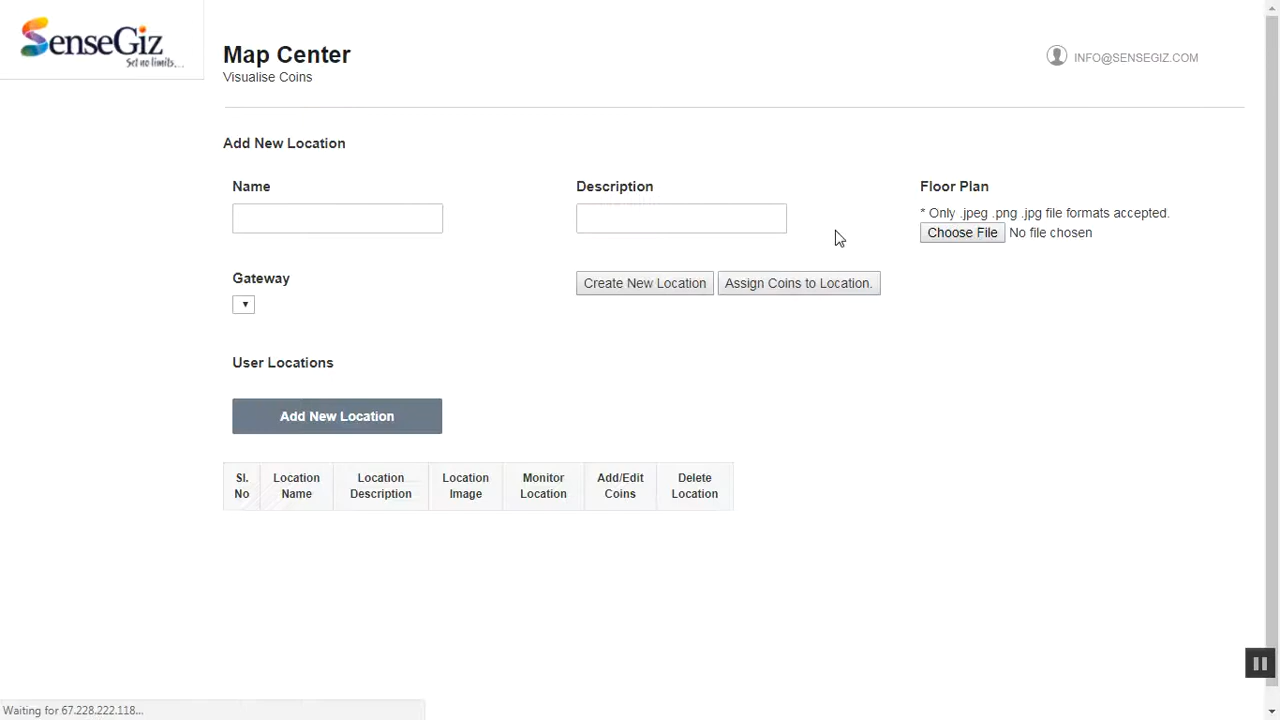 SenseGiz
Set no limits...
Map Center
Visualise Coins
INFO@SENSEGIZ.COM
Add New Location
Name
Description
Floor Plan
* Only .jpeg .png .jpg file formats accepted.
Choose File No file chosen
Gateway
Create New Location
Assign Coins to Location.
User Locations
Add New Location
Sl. No
Location Name
Location Description
Location Image
Monitor Location
Add/Edit Coins
Delete Location
Waiting for 67.228.222.118...